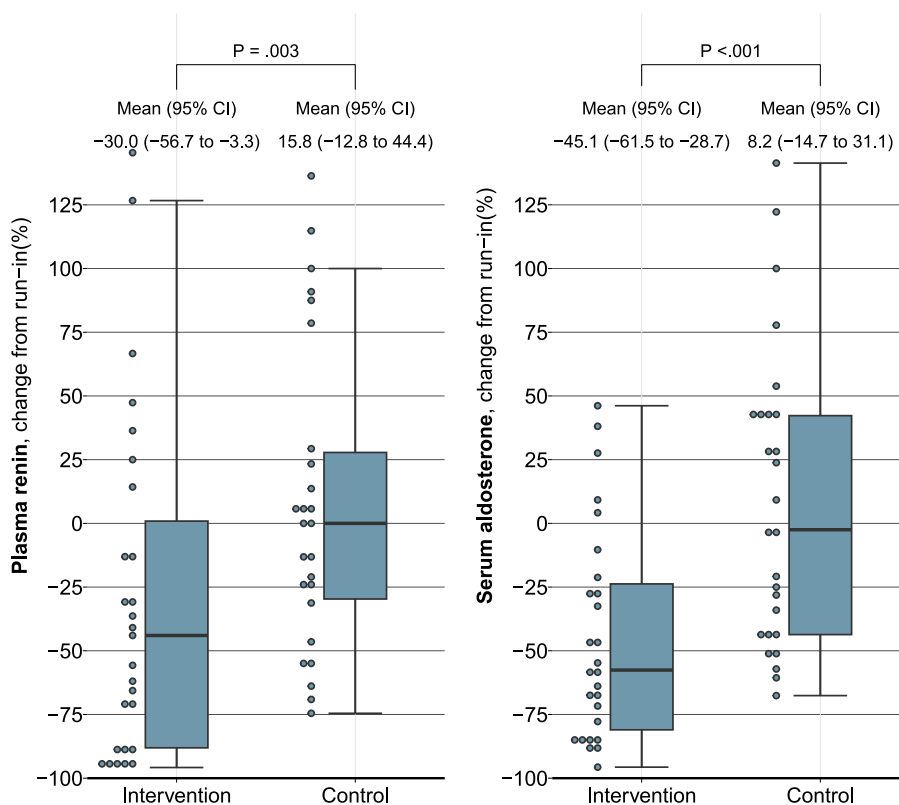 P = .003
Mean (95% CI)
Mean (95% CI)
−30.0 (−56.7 to −3.3)
15.8 (−12.8 to 44.4)
Plasma renin, change from run−in(%)
125
100
75
50
25
0
−25
−50
−75
−100
Intervention
Control
P <.001
Mean (95% CI)
Mean (95% CI)
−45.1 (−61.5 to −28.7)
8.2 (−14.7 to 31.1)
Serum aldosterone, change from run−in(%)
125
100
75
50
25
0
−25
−50
−75
−100
Intervention
Control